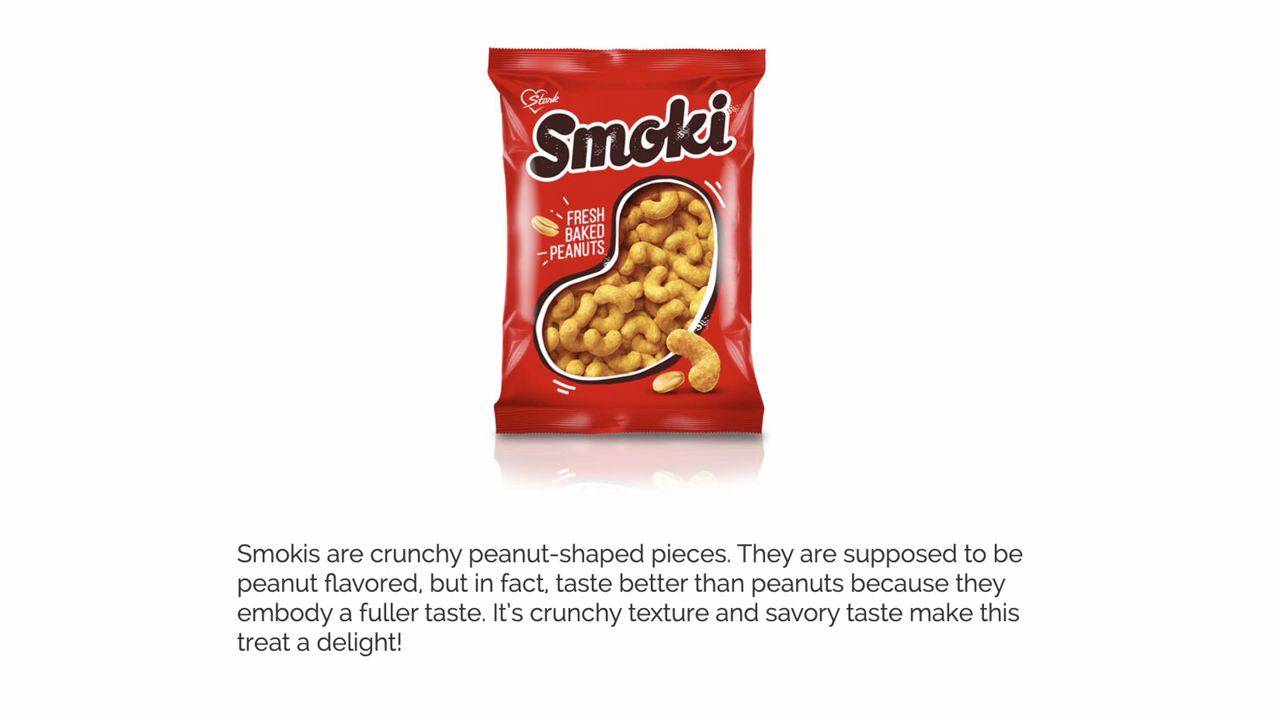 Stark
Smoki
FRESH
BAKED
PEANUTS
Smokis are crunchy peanut-shaped pieces. They are supposed to be
peanut flavored, but in fact, taste better than peanuts because they
embody a fuller taste. It’s crunchy texture and savory taste make this
treat a delight!